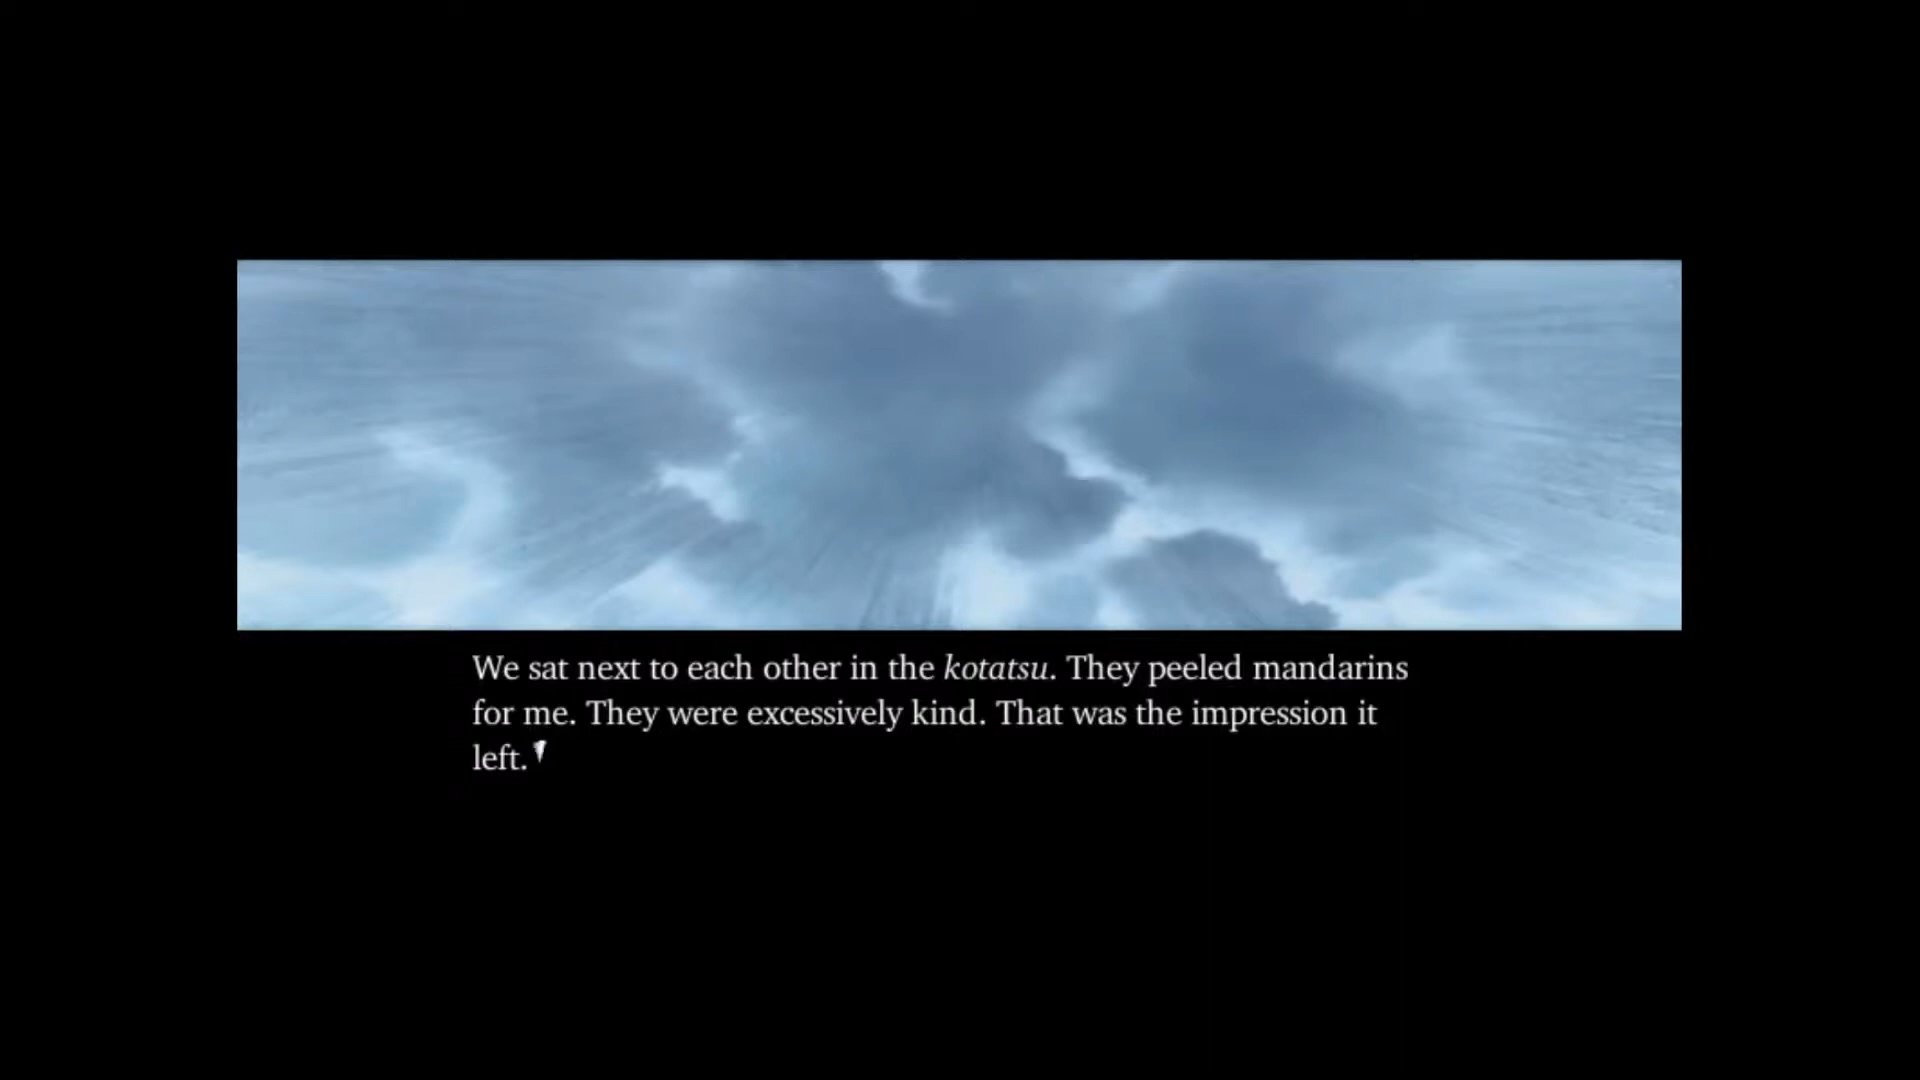 We sat next to each other in the kotatsu. They peeled mandarins
for me. They were excessively kind. That was the impression it
left.